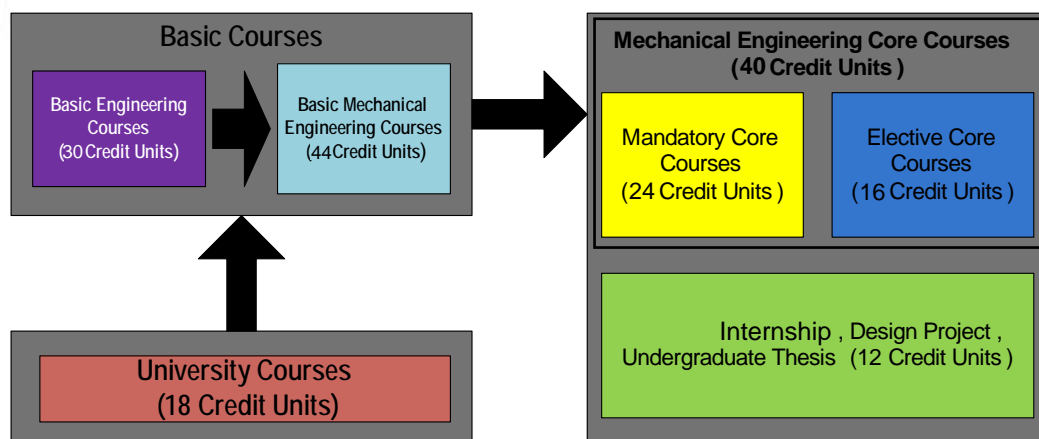 Basic Courses
Basic Engineering
Courses
(30 Credit Units)
Basic Mechanical
Engineering Courses
(44 Credit Units)
University Courses
(18 Credit Units)
Mechanical Engineering Core Courses
(40 Credit Units)
Mandatory Core
Courses
(24 Credit Units)
Elective Core
Courses
(16 Credit Units)
Internship, Design Project,
Undergraduate Thesis (12 Credit Units)